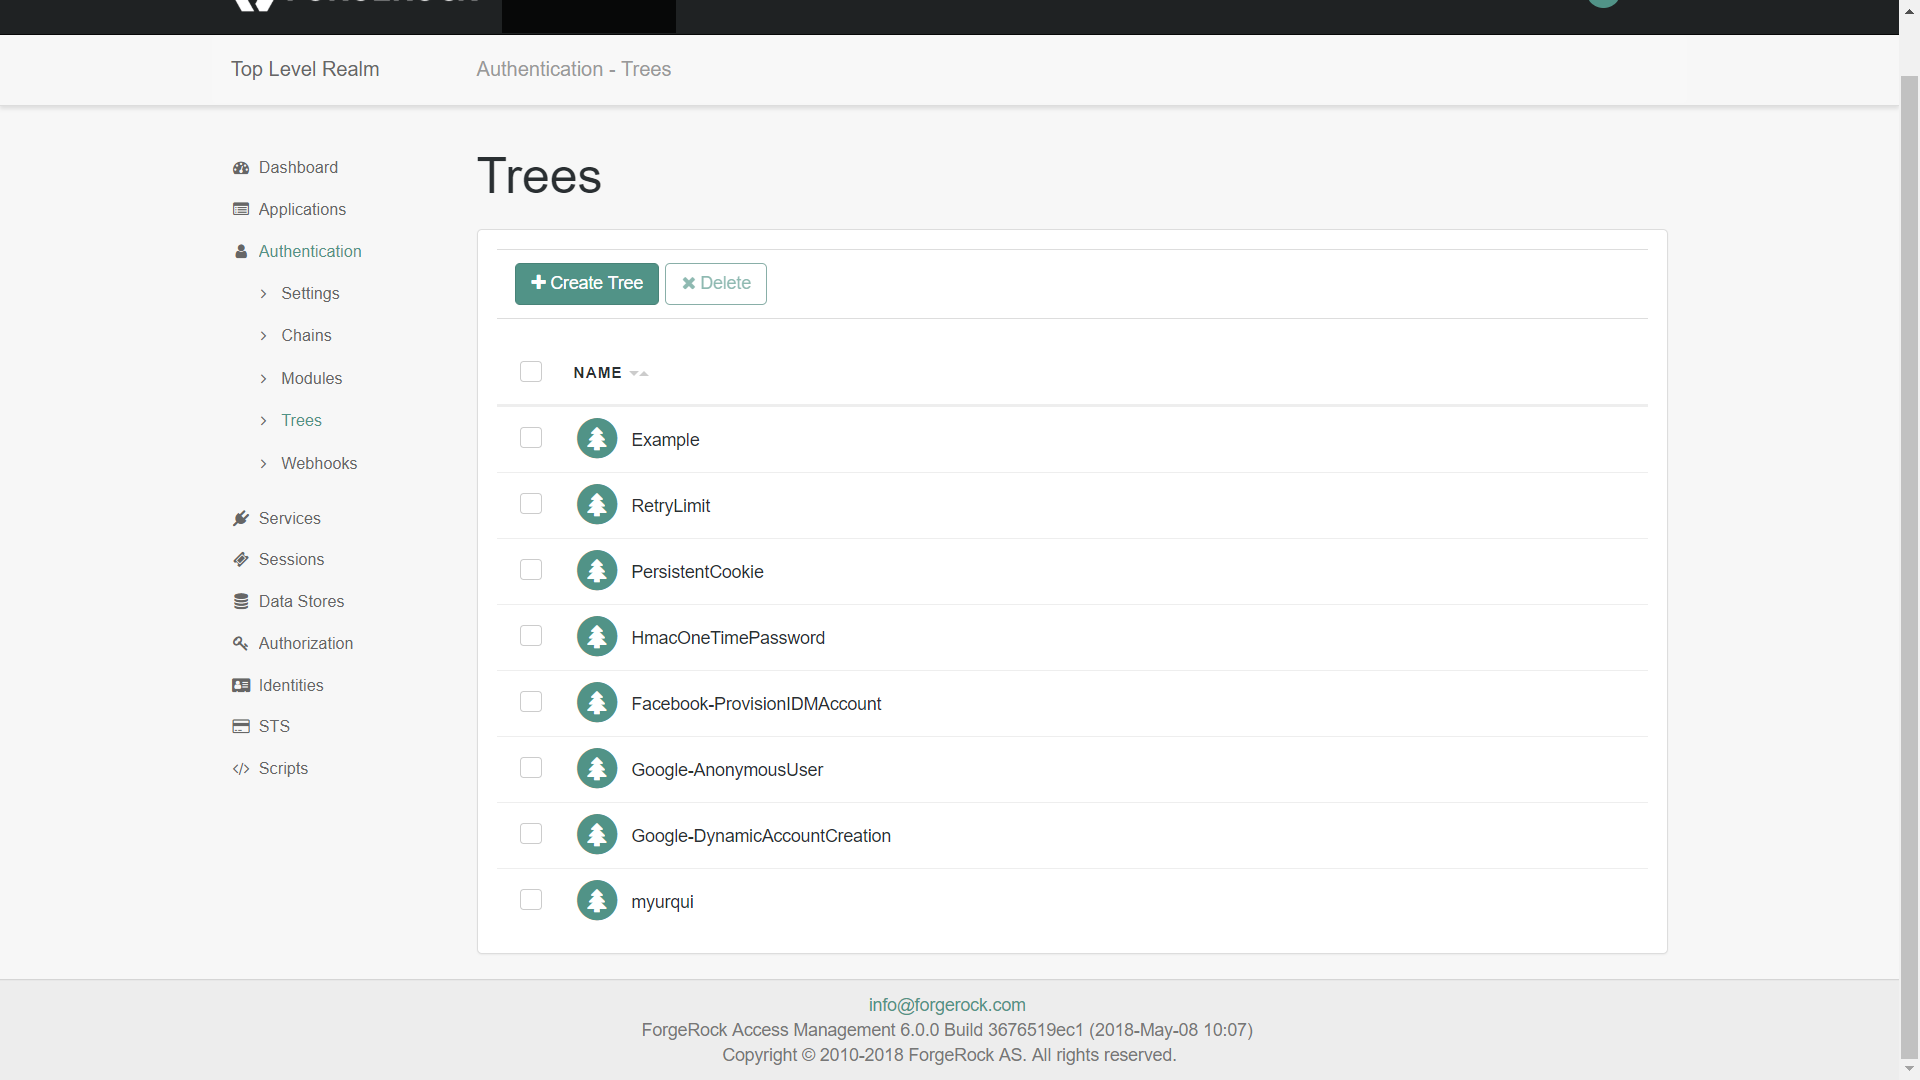 Top Level Realm
Authentication - Trees
Dashboard
Applications
Authentication
Settings
Chains
Modules
Trees
Webhooks
Services
Sessions
Data Stores
Authorization
Identities
STS
Scripts
Trees
Create Tree
Delete
NAME
Example
RetryLimit
PersistentCookie
HmacOneTimePassword
Facebook-ProvisionIDMAccount
Google-AnonymousUser
Google-DynamicAccountCreation
myurqui
info@forgerock.com
ForgeRock Access Management 6.0.0 Build 3676519ec1 (2018-May-08 10:07)
Copyright © 2010-2018 ForgeRock AS. All rights reserved.